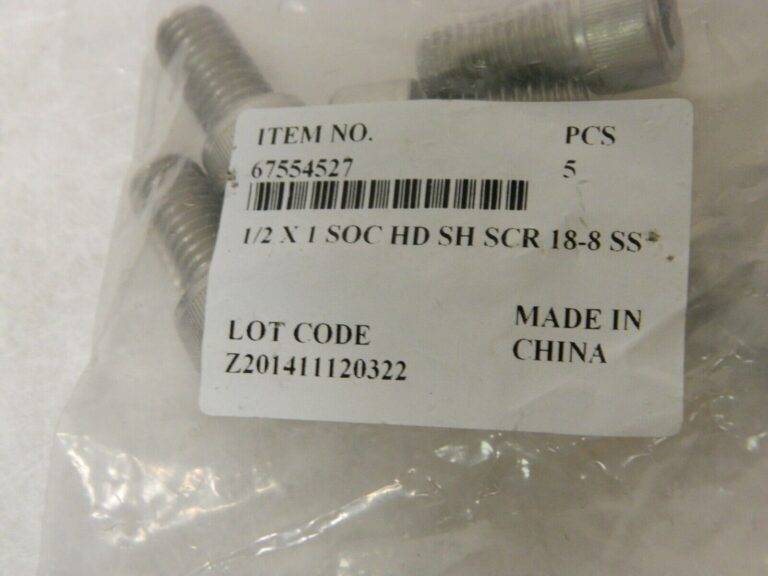 ITEM NO. PCS
67554527 5
1/2 X 1 SOC HD SH SCR 18-8 SS
LOT CODE
Z201411120322
MADE IN
CHINA